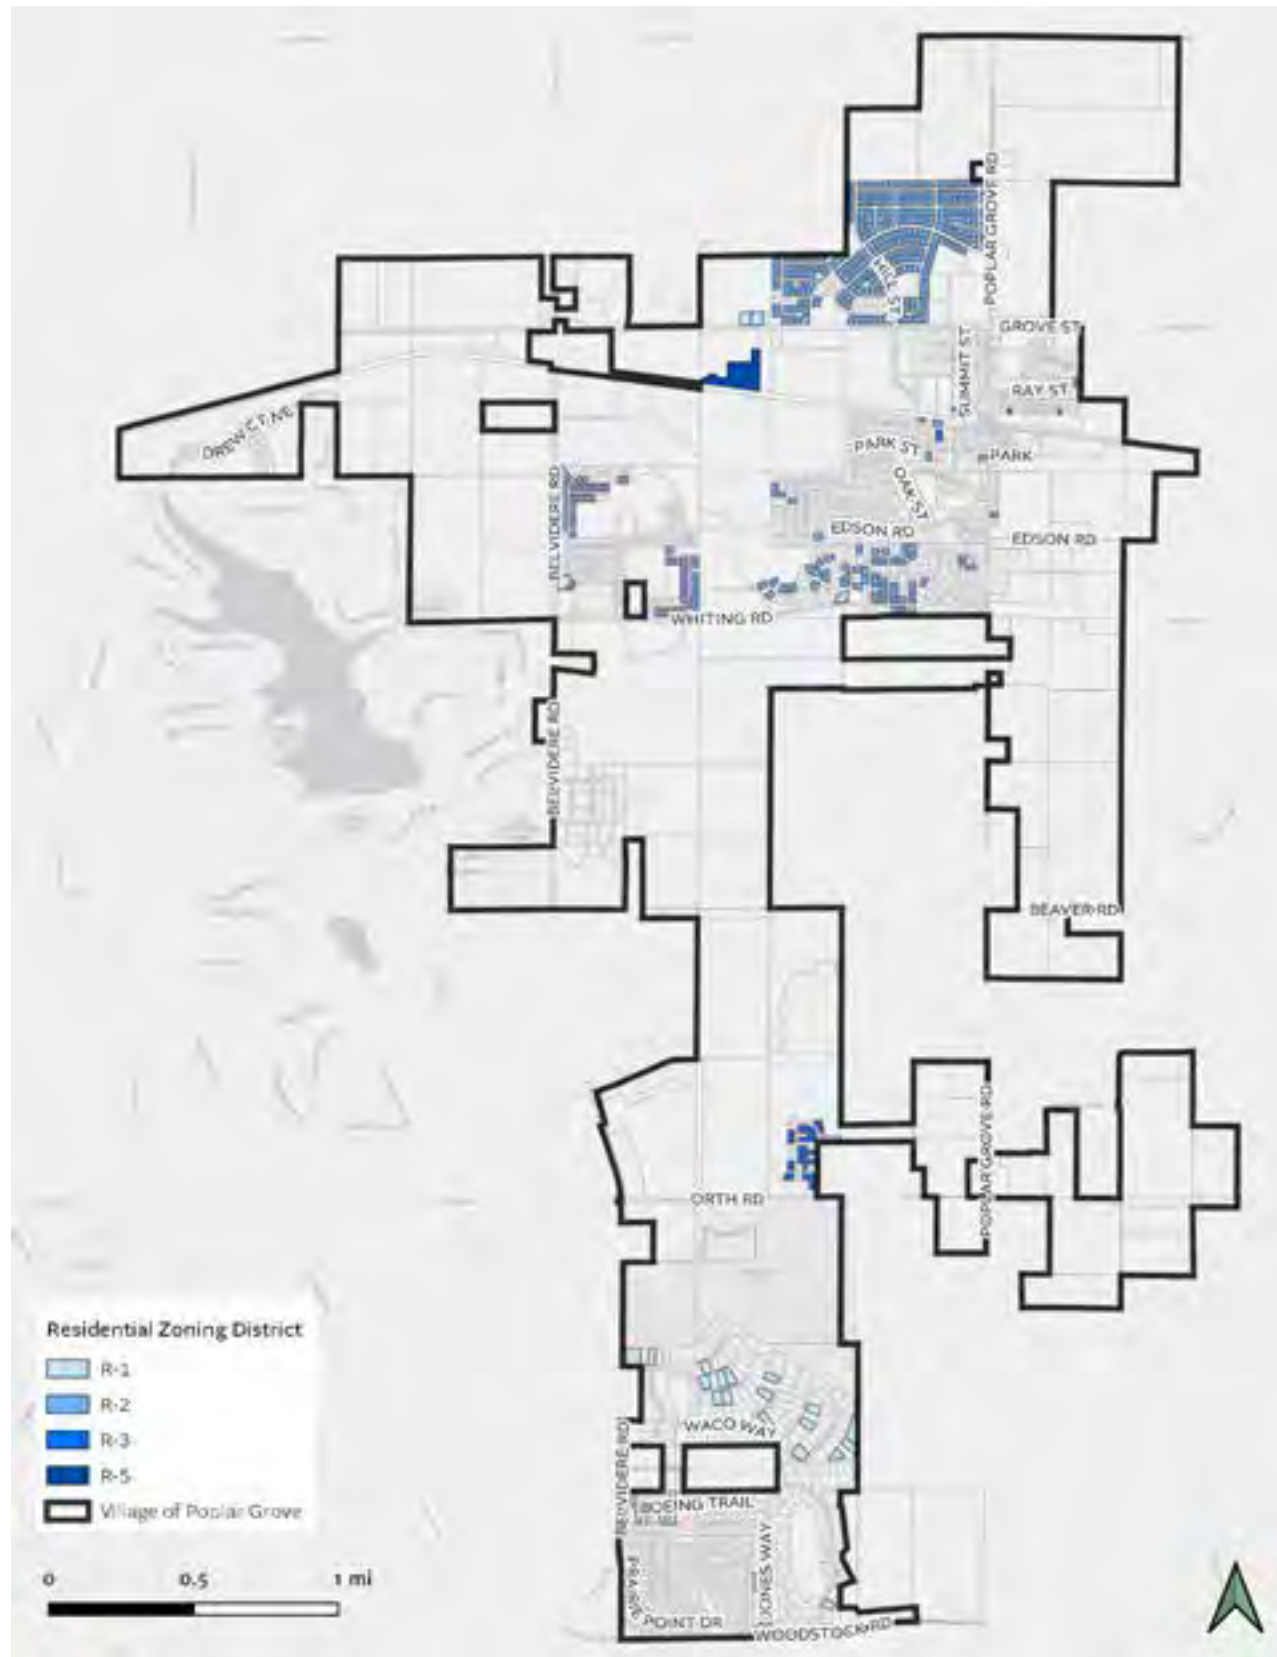 POPLAR GROVE RD
HILL ST
GROVE ST
SUMMIT ST
RAY ST
DREW CT NE
PARK ST
PARK
OAK ST
BELVIDERE RD
EDSON RD
EDSON RD
WHITING RD
BELVIDERE RD
BEAVER RD
POPLAR GROVE RD
ORTH RD
Residential Zoning District
R-1
R-2
R-3
R-5
Village of Poplar Grove
WACO WAY
BELVIDERE RD
BOEING TRAIL
JONES WAY
POINT DR
WOODSTOCK RD
0 0.5 1 mi